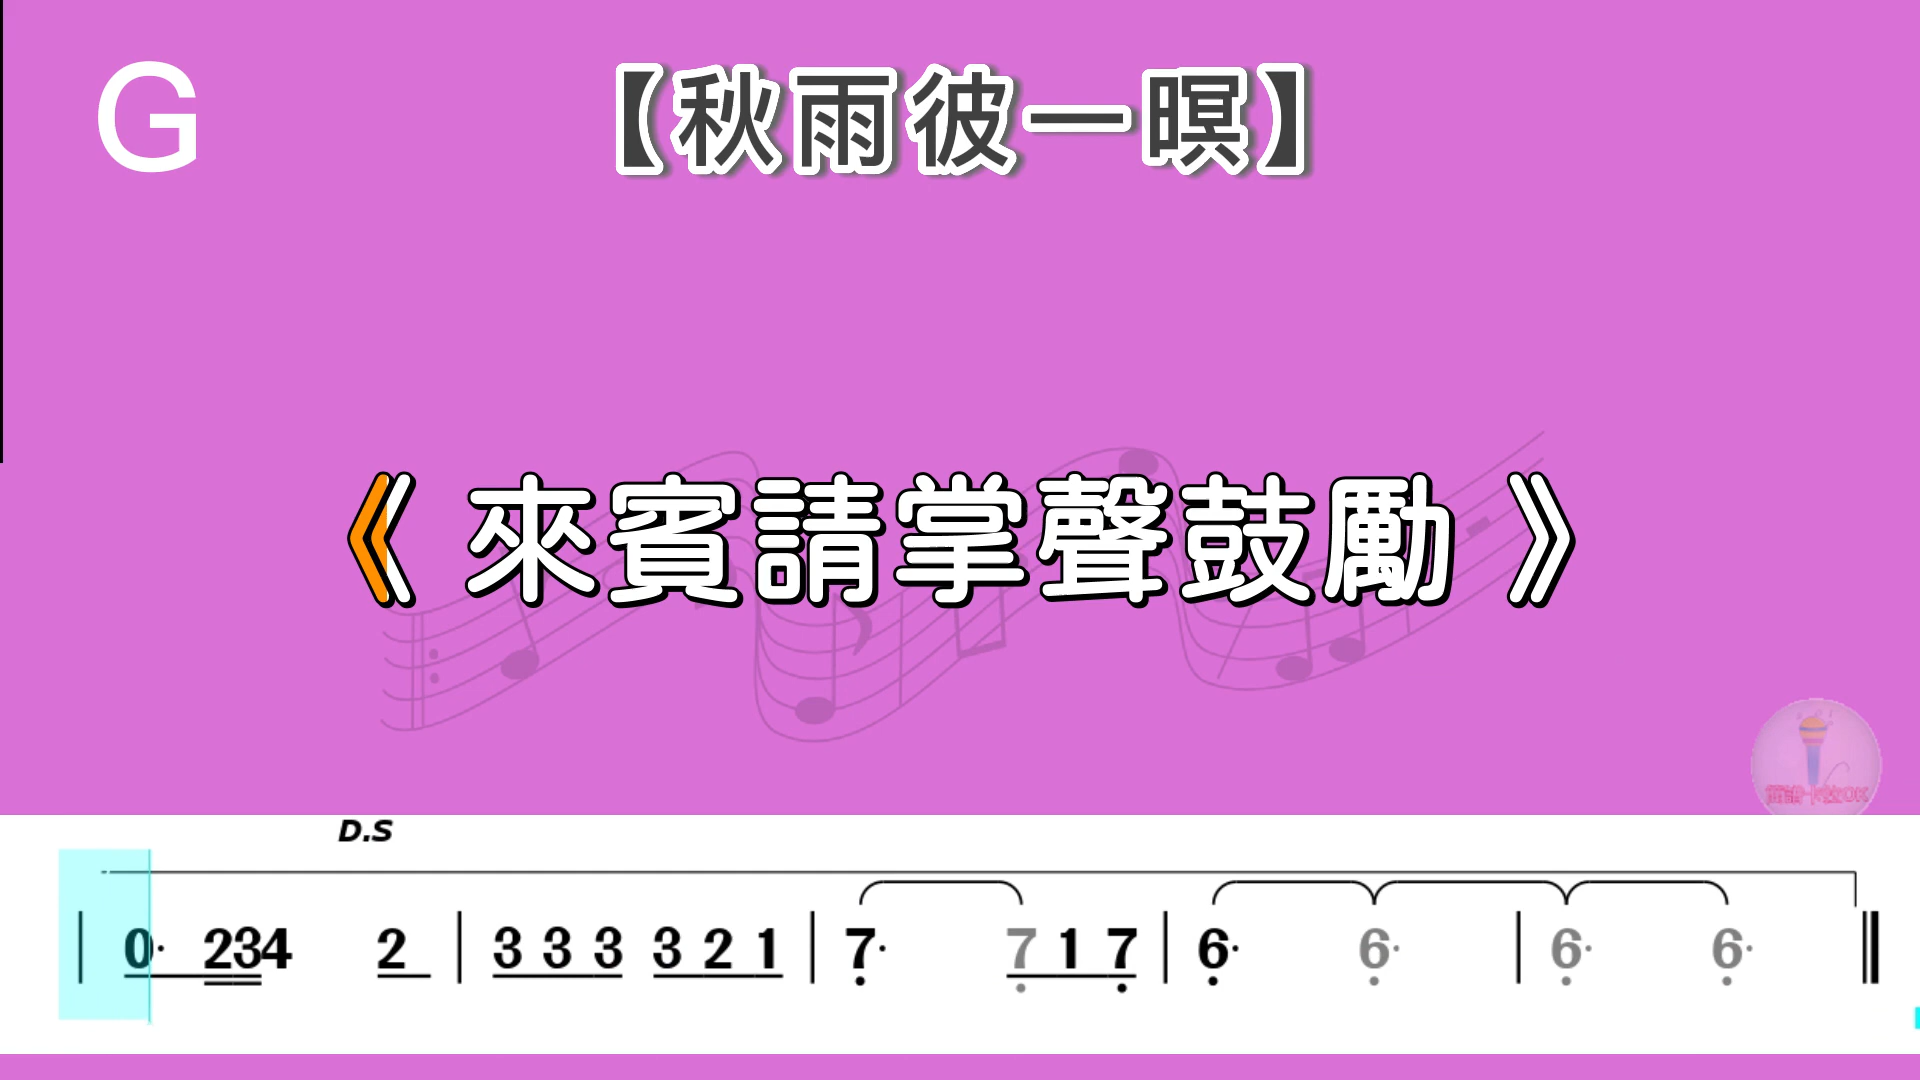 G
【秋雨彼一暝】
《 來賓請掌聲鼓勵 》
D.S
| 0· 234 2 | 3 3 3 3 2 1 | 7· 7 1 7 | 6· 6· | 6· 6· ‖